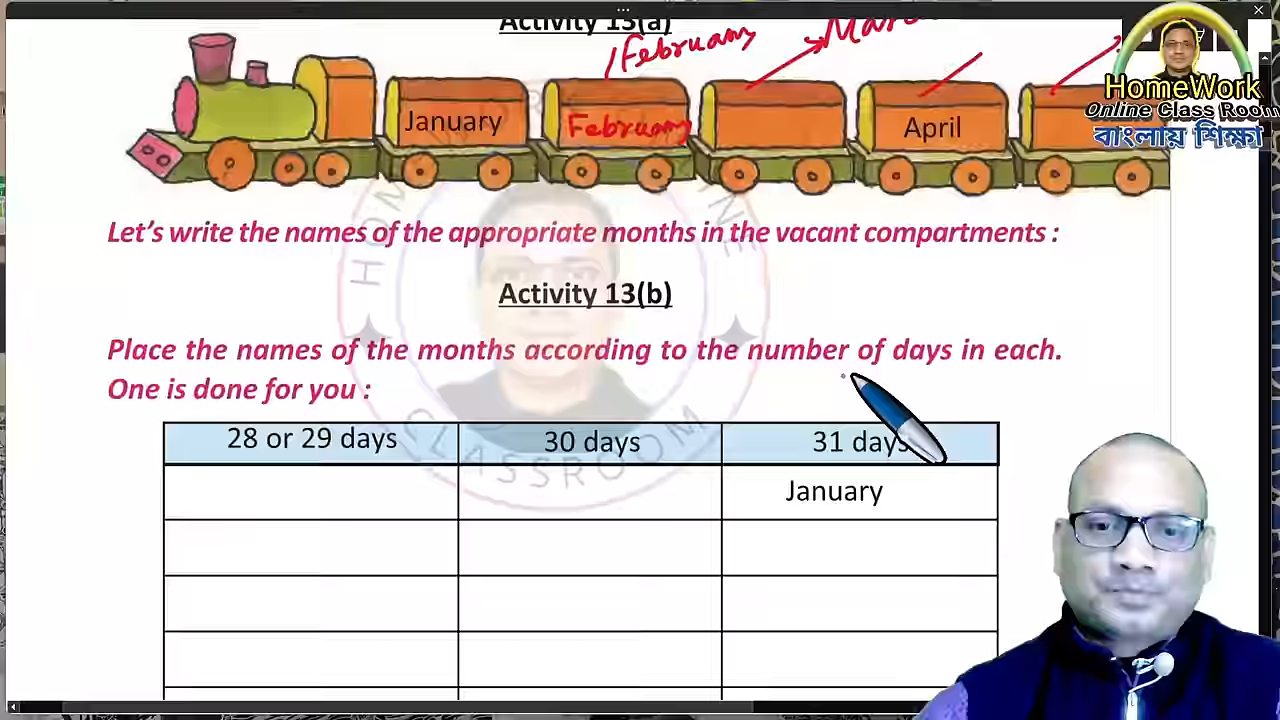 Activity 13(a)
February
January
February
April
HomeWork
Online Class Room
বাংলায় শিক্ষা
Let's write the names of the appropriate months in the vacant compartments :
Activity 13(b)
Place the names of the months according to the number of days in each.
One is done for you :
28 or 29 days 30 days 31 days
January
CLASSROOM